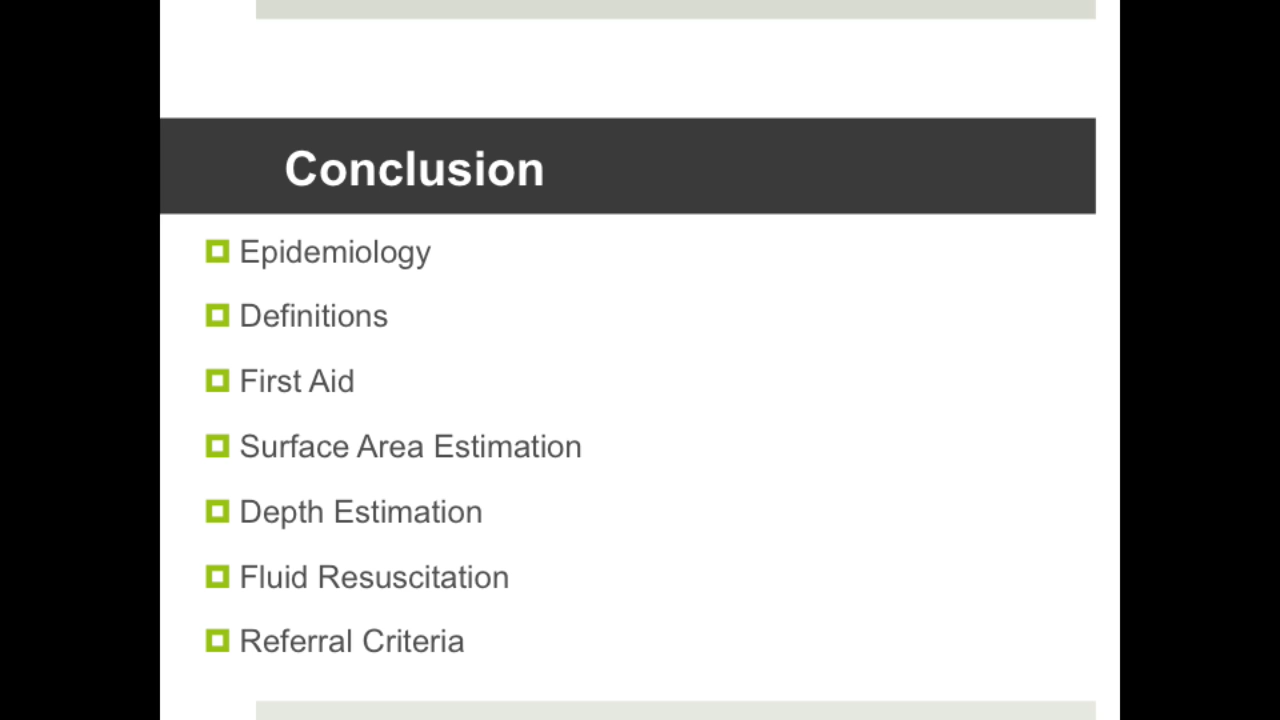 Conclusion
Epidemiology
Definitions
First Aid
Surface Area Estimation
Depth Estimation
Fluid Resuscitation
Referral Criteria